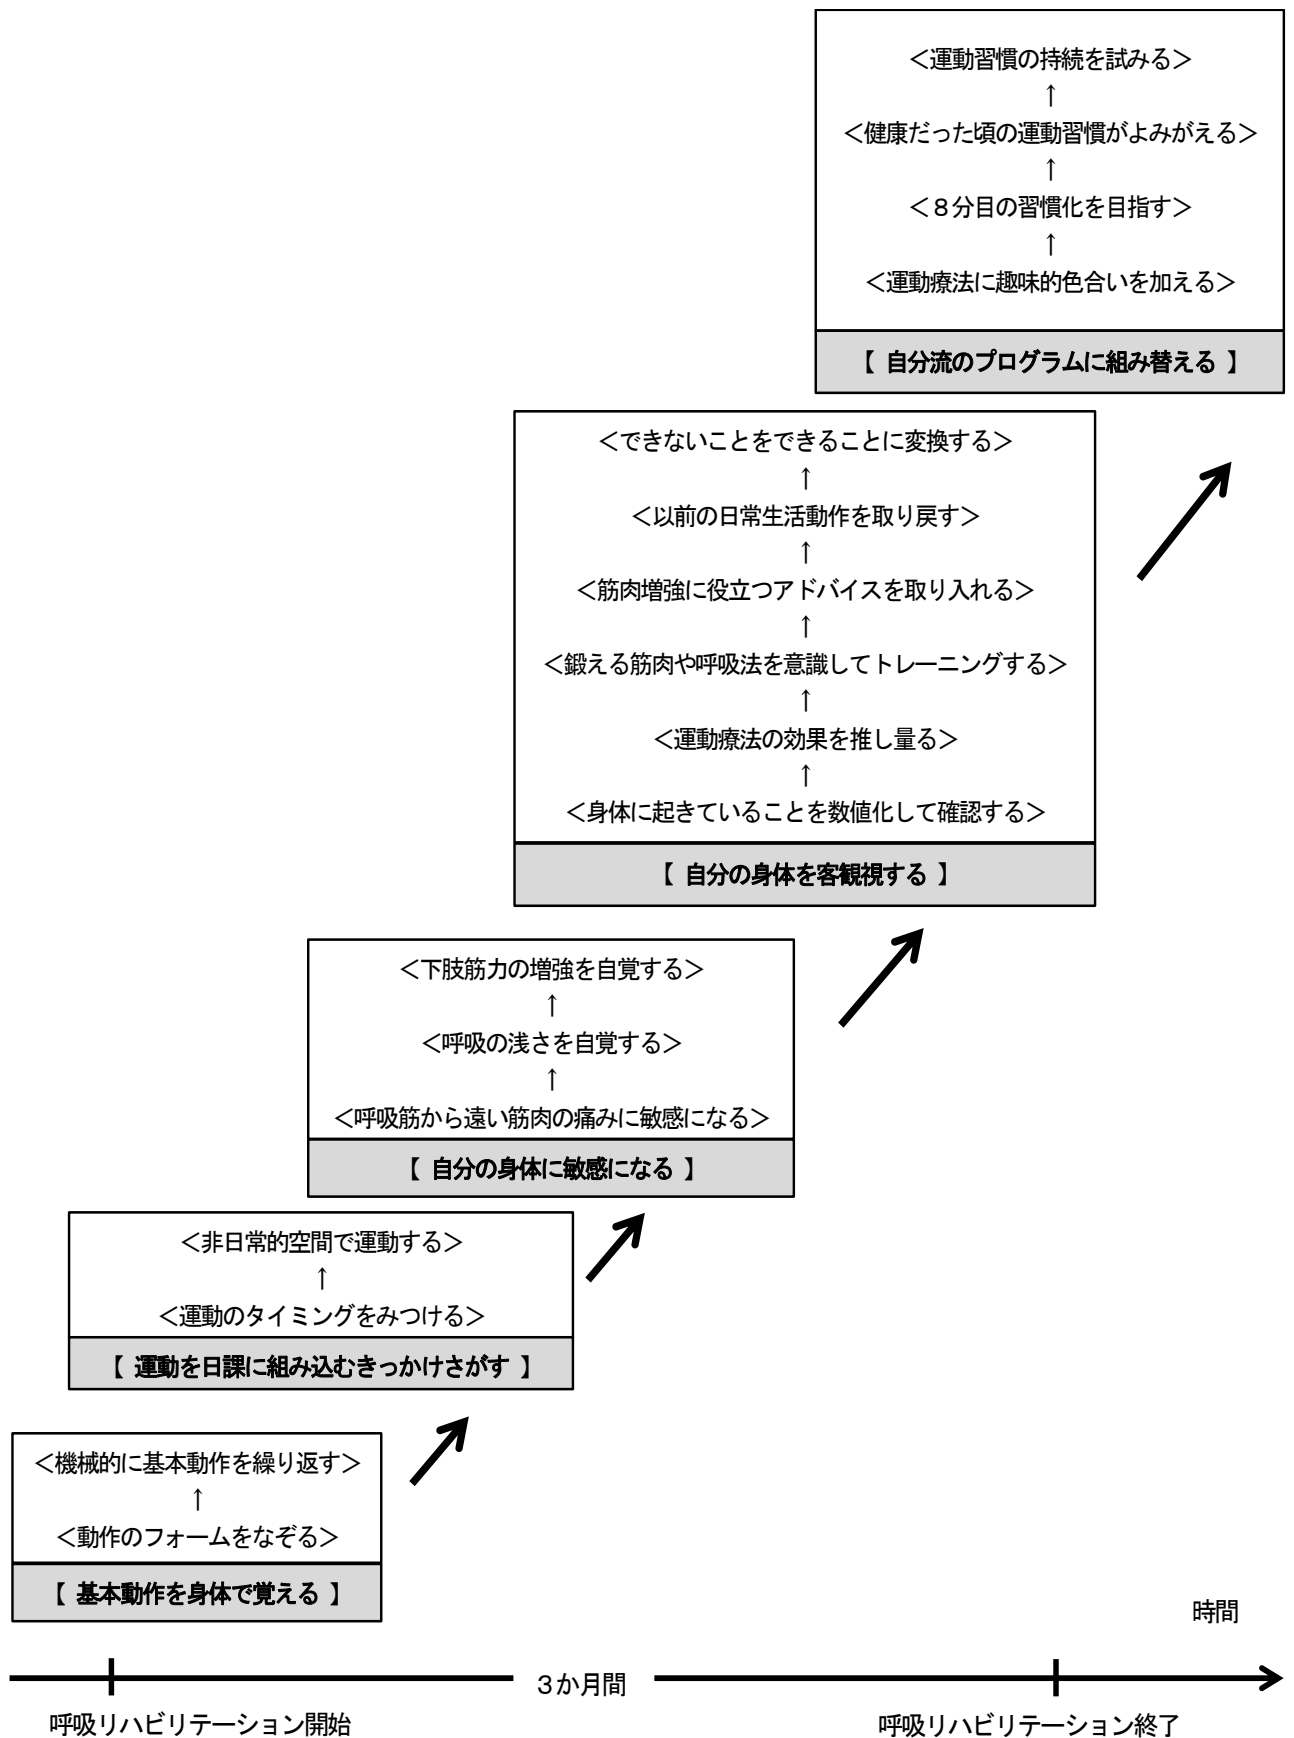 ＜運動習慣の持続を試みる＞
↑
＜健康だった頃の運動習慣がよみがえる＞
↑
＜８分目の習慣化を目指す＞
↑
＜運動療法に趣味的色合いを加える＞
【 自分流のプログラムに組み替える 】
＜できないことをできることに変換する＞
↑
＜以前の日常生活動作を取り戻す＞
↑
＜筋肉増強に役立つアドバイスを取り入れる＞
↑
＜鍛える筋肉や呼吸法を意識してトレーニングする＞
↑
＜運動療法の効果を推し量る＞
↑
＜身体に起きていることを数値化して確認する＞
【 自分の身体を客観視する 】
＜下肢筋力の増強を自覚する＞
↑
＜呼吸の浅さを自覚する＞
↑
＜呼吸筋から遠い筋肉の痛みに敏感になる＞
【 自分の身体に敏感になる 】
＜非日常的空間で運動する＞
↑
＜運動のタイミングをみつける＞
【 運動を日課に組み込むきっかけさがす 】
＜機械的に基本動作を繰り返す＞
↑
＜動作のフォームをなぞる＞
【 基本動作を身体で覚える 】
時間
３か月間
呼吸リハビリテーション開始
呼吸リハビリテーション終了